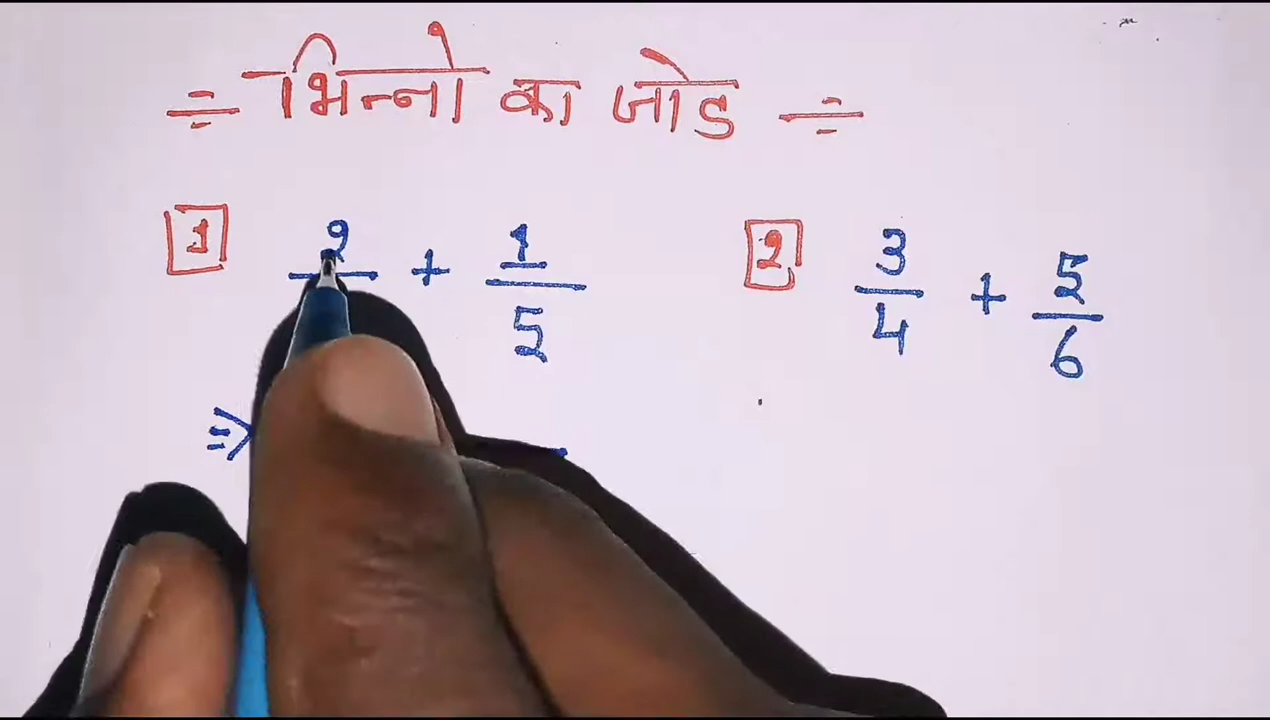 ÷ भिन्नो का जोड ÷
1 2/ + 1/5
2 3/4 + 5/6
=>